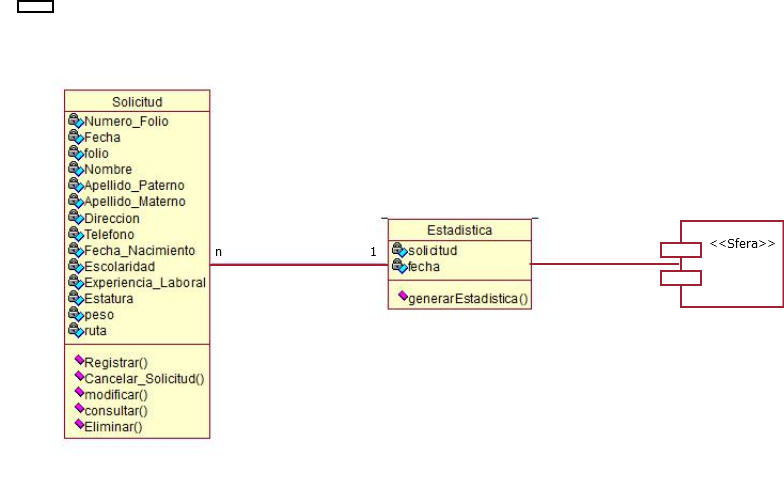 Solicitud
Numero_Folio
Fecha
folio
Nombre
Apellido_Paterno
Apellido_Materno
Direccion
Telefono
Fecha_Nacimiento
Escolaridad
Experiencia_Laboral
Estatura
peso
ruta
Registrar()
Cancelar_Solicitud()
modificar()
consultar()
Eliminar()
n
1
Estadistica
solicitud
fecha
generarEstadistica()
<<Sfera>>